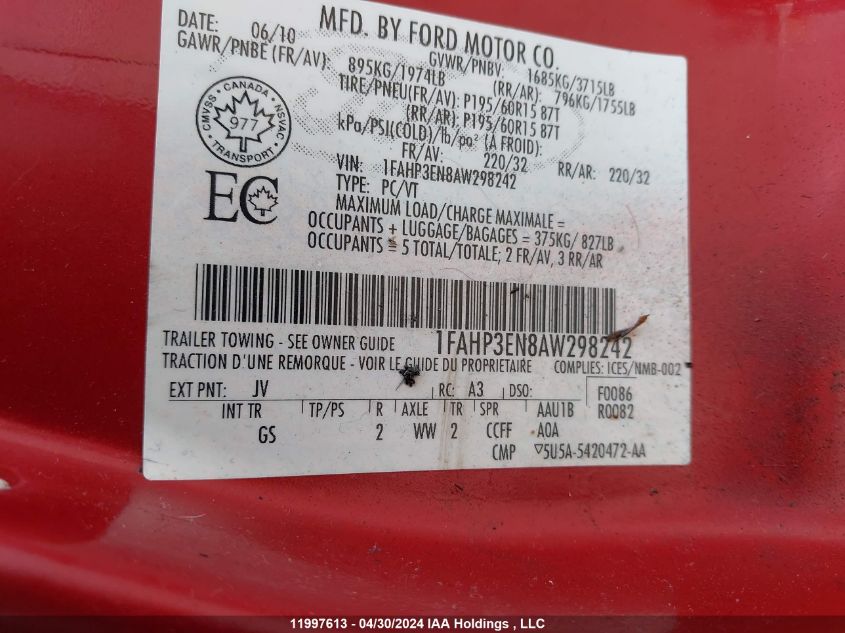 DATE: 06/10 MFD. BY FORD MOTOR CO.
GAWR/PNBE (FR/AV): GVWR/PNBV: 1685KG/3715LB
895KG/1974LB (RR/AR): 796KG/1755LB
TIRE/PNEU(FR/AV): P195/60R15 87T
(RR/AR): P195/60R15 87T
kPa/PSI(COLD)/lb/po² (A FROID):
FR/AV: 220/32 RR/AR: 220/32
VIN: 1FAHP3EN8AW298242
TYPE: PC/VT
CANADA
CMVSS NSVAC
977
TRANSPORT
EC
MAXIMUM LOAD/CHARGE MAXIMALE =
OCCUPANTS + LUGGAGE/BAGAGES = 375KG/ 827LB
OCCUPANTS = 5 TOTAL/TOTALE; 2 FR/AV, 3 RR/AR
TRAILER TOWING - SEE OWNER GUIDE 1FAHP3EN8AW298242
TRACTION D'UNE REMORQUE - VOIR LE GUIDE DU PROPRIETAIRE COMPLIES: ICES/NMB-002
EXT PNT: JV RC: A3 DSO: F0086
INT TR TP/PS R AXLE TR SPR AAU1B R0082
GS 2 WW 2 CCFF AOA
CMP ▽5U5A-5420472-AA
11997613 - 04/30/2024 IAA Holdings , LLC